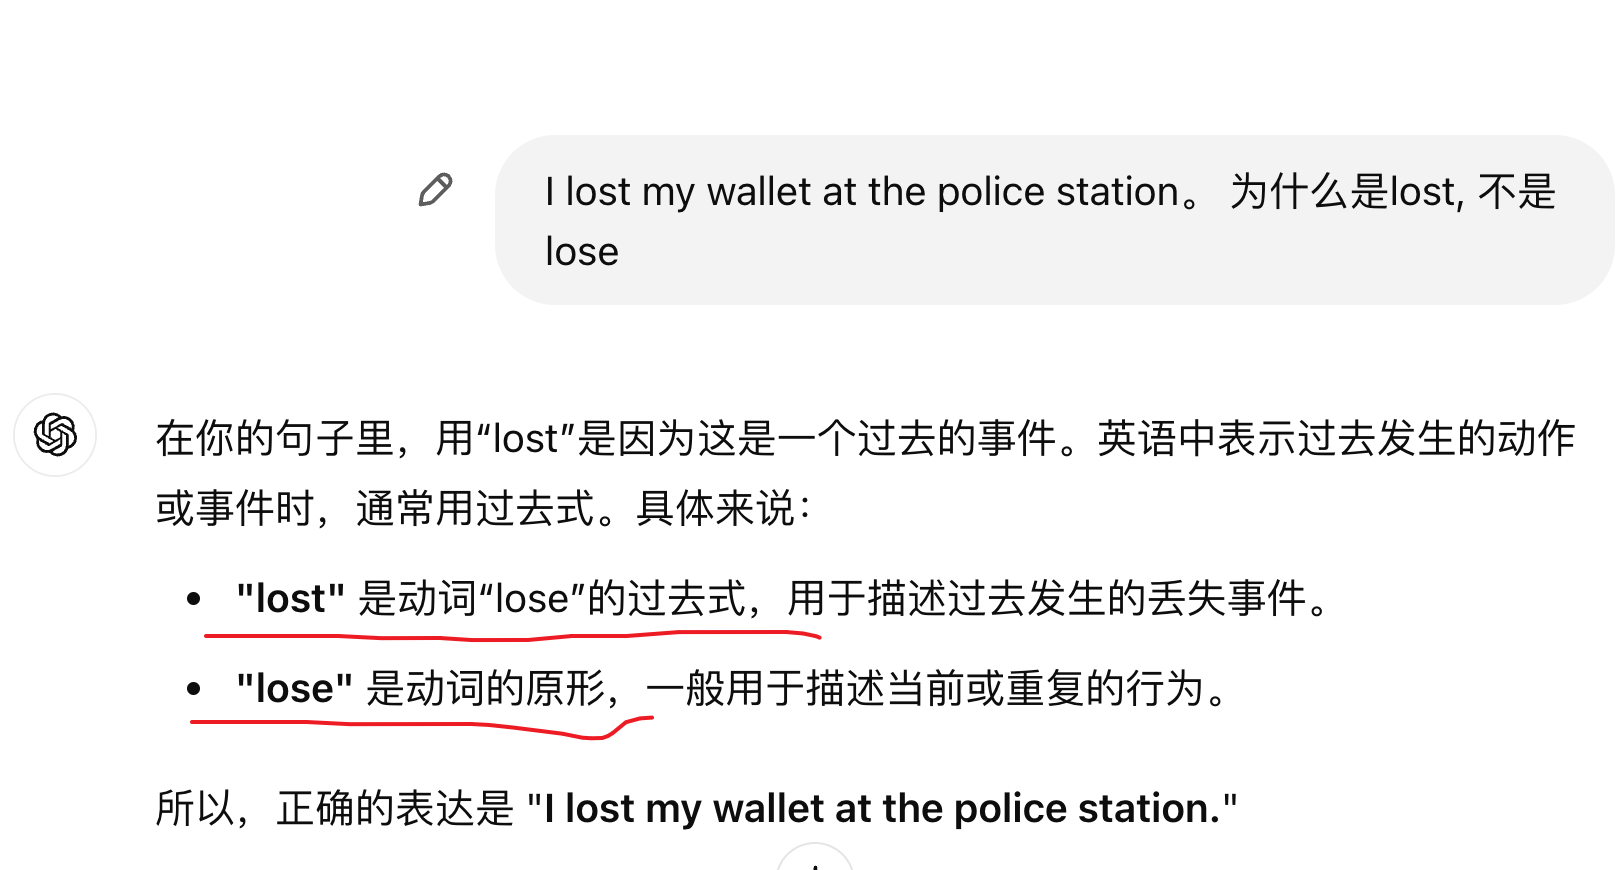 I lost my wallet at the police station。 为什么是lost, 不是
lose
在你的句子里，用“lost”是因为这是一个过去的事件。英语中表示过去发生的动作
或事件时，通常用过去式。具体来说：
• "lost" 是动词“lose”的过去式，用于描述过去发生的丢失事件。
• "lose" 是动词的原形，一般用于描述当前或重复的行为。
所以，正确的表达是 "I lost my wallet at the police station."